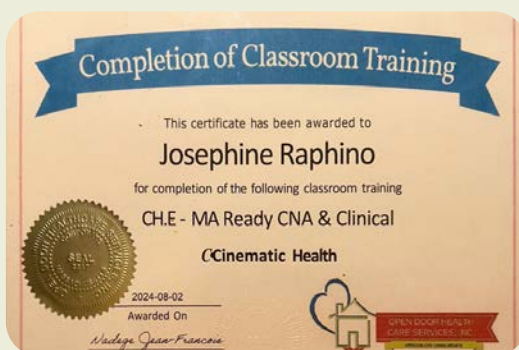 Completion of Classroom Training
This certificate has been awarded to
Josephine Raphino
for completion of the following classroom training
CH.E - MA Ready CNA & Clinical
CCinematic Health
SEAL
2024-08-02
Awarded On
Nadege Jean-Francois
OPEN DOOR HEALTH
CARE SERVICES, INC.